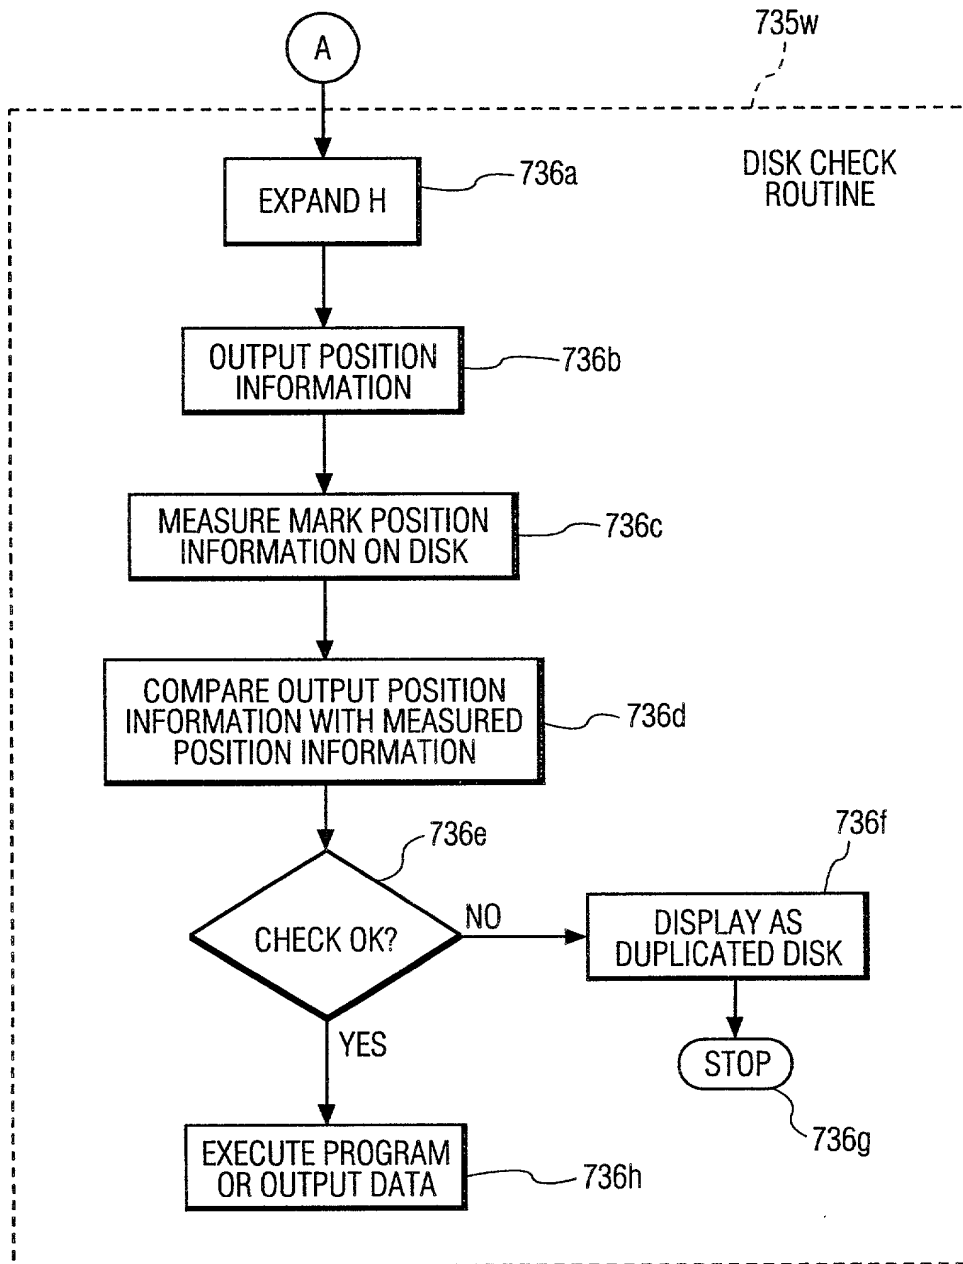 735w
A
DISK CHECK
ROUTINE
736a
EXPAND H
736b
OUTPUT POSITION
INFORMATION
736c
MEASURE MARK POSITION
INFORMATION ON DISK
736d
COMPARE OUTPUT POSITION
INFORMATION WITH MEASURED
POSITION INFORMATION
736e
736f
CHECK OK?
NO
DISPLAY AS
DUPLICATED DISK
YES
STOP
736g
EXECUTE PROGRAM
OR OUTPUT DATA
736h